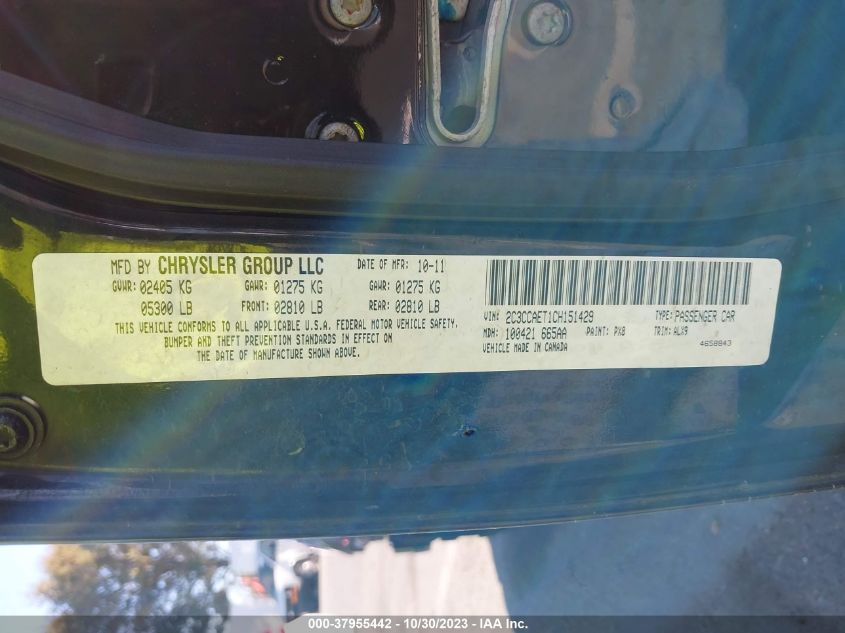 MFD BY CHRYSLER GROUP LLC DATE OF MFR: 10-11
GVWR: 02405 KG GAWR: 01275 KG GAWR: 01275 KG
05300 LB FRONT: 02810 LB REAR: 02810 LB
THIS VEHICLE CONFORMS TO ALL APPLICABLE U.S.A. FEDERAL MOTOR VEHICLE SAFETY,
BUMPER AND THEFT PREVENTION STANDARDS IN EFFECT ON
THE DATE OF MANUFACTURE SHOWN ABOVE.
VIN: 2C3CCAET1CH151429 TYPE: PASSENGER CAR
MDH: 100421 665AA PAINT: PX8 TRIM: ALX9
VEHICLE MADE IN CANADA 4658843
000-37955442 - 10/30/2023 - IAA Inc.